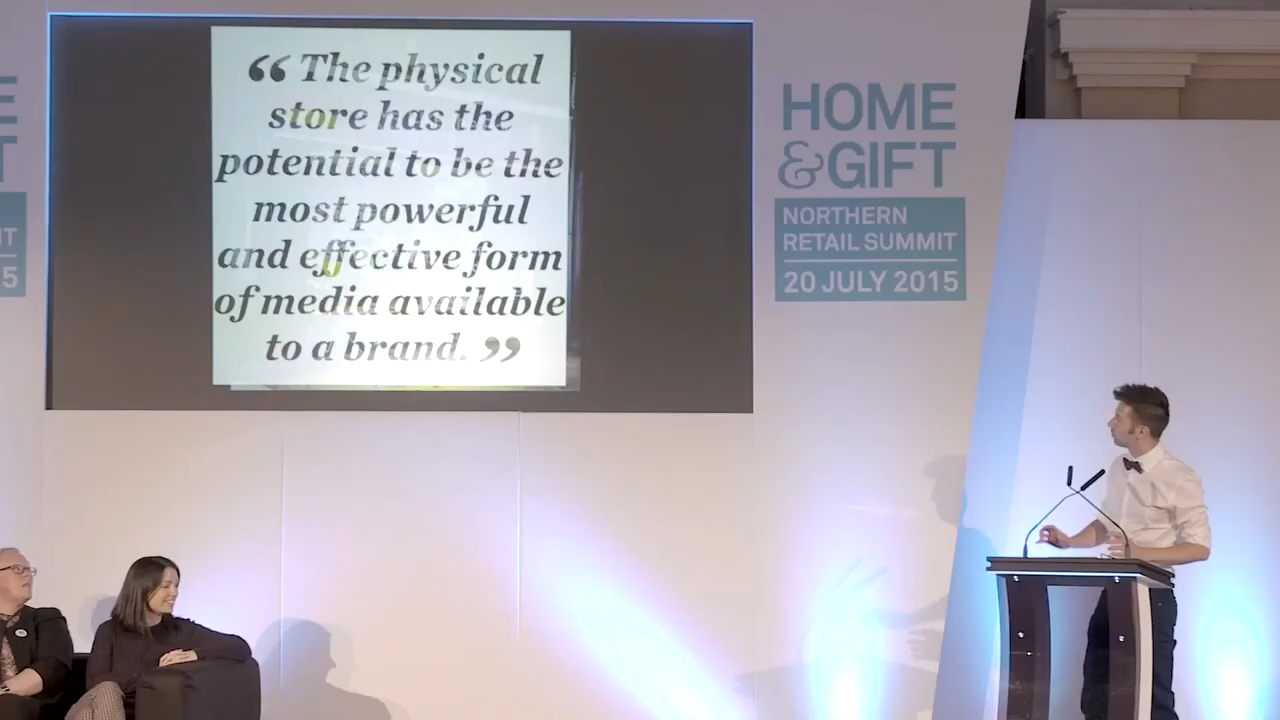 “ The physical
store has the
potential to be the
most powerful
and effective form
of media available
to a brand. ”
HOME
&GIFT
NORTHERN
RETAIL SUMMIT
20 JULY 2015